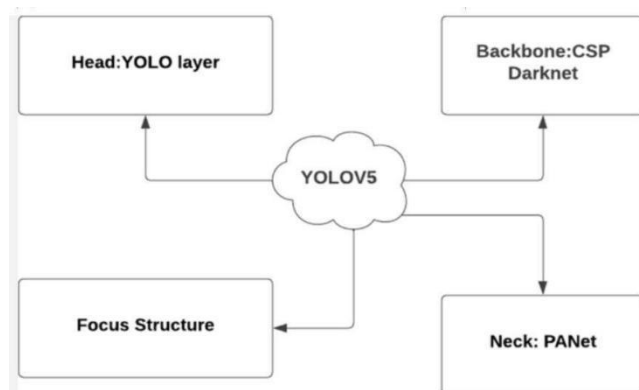 Head:YOLO layer
Backbone:CSP
Darknet
YOLOV5
Focus Structure
Neck: PANet